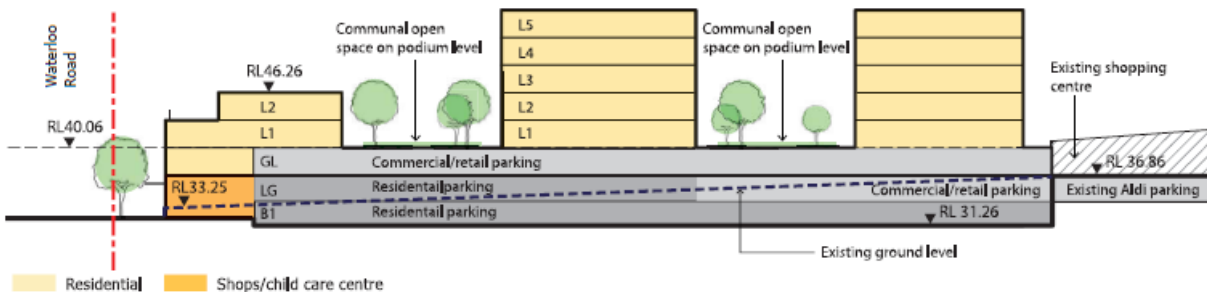 Waterloo
Road
RL40.06
RL46.26
L2
L1
RL33.25
Communal open
space on podium level
L5
L4
L3
L2
L1
Communal open
space on podium level
Existing shopping
centre
GL
Commercial/retail parking
RL 36.86
LG
Residentail parking
Commercial/retail parking
Existing Aldi parking
B1
Residentail parking
RL 31.26
Existing ground level
Residential
Shops/child care centre